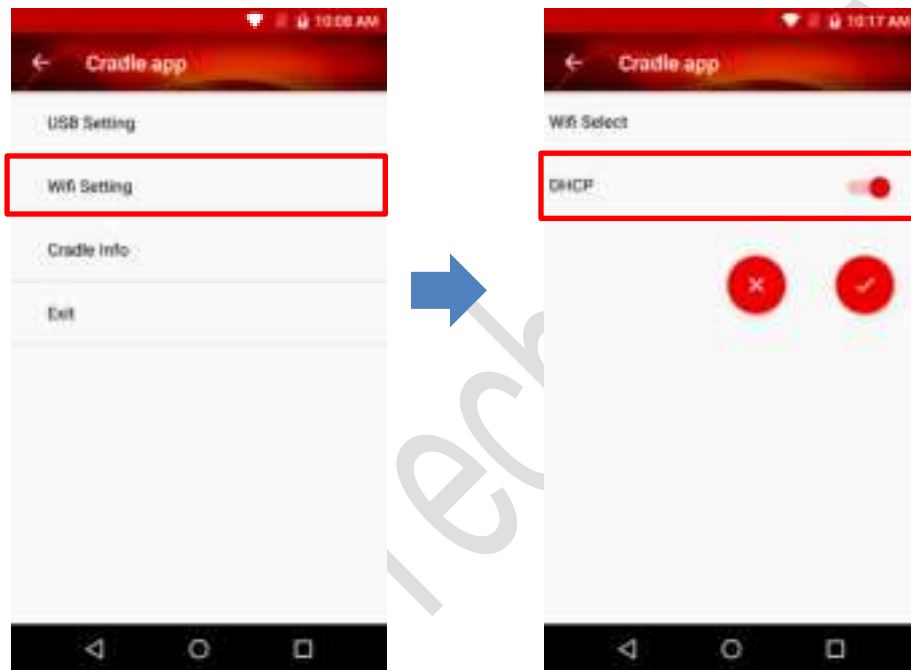 10:08 AM
Cradle app
USB Setting
Wifi Setting
Cradle Info
Exit
10:17 AM
Cradle app
Wifi Select
DHCP
Tech